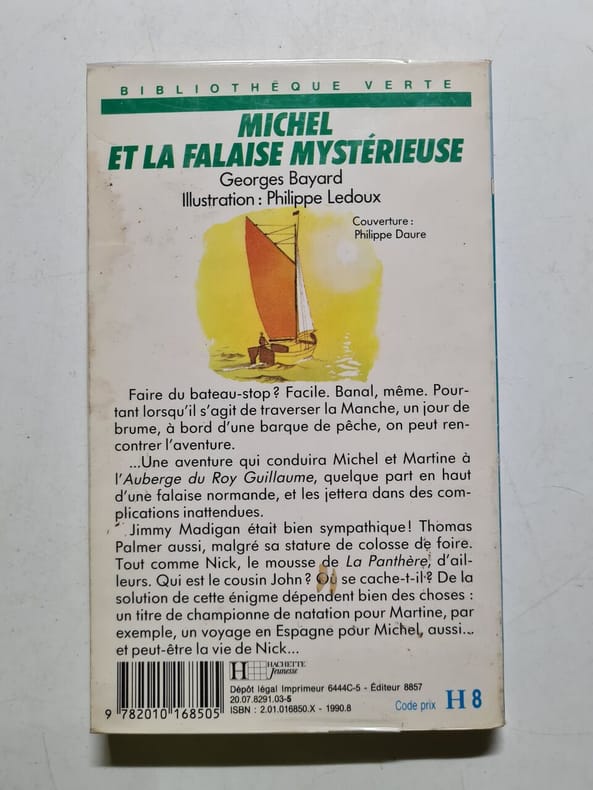 BIBLIOTHÈQUE VERTE
MICHEL
ET LA FALAISE MYSTÉRIEUSE
Georges Bayard
Illustration : Philippe Ledoux
Couverture :
Philippe Daure
Faire du bateau-stop ? Facile. Banal, même. Pour-
tant lorsqu'il s'agit de traverser la Manche, un jour de
brume, à bord d'une barque de pêche, on peut ren-
contrer l'aventure.
...Une aventure qui conduira Michel et Martine à
l'Auberge du Roy Guillaume, quelque part en haut
d'une falaise normande, et les jettera dans des com-
plications inattendues.
Jimmy Madigan était bien sympathique ! Thomas
Palmer aussi, malgré sa stature de colosse de foire.
Tout comme Nick, le mousse de La Panthère, d'ail-
leurs. Qui est le cousin John ? Où se cache-t-il ? De la
solution de cette énigme dépendent bien des choses :
un titre de championne de natation pour Martine, par
exemple, un voyage en Espagne pour Michel, aussi...
et peut-être la vie de Nick...
H HACHETTE
Jeunesse
Dépôt légal Imprimeur 6444C-5 - Éditeur 8857
20.07.8291.03-5
ISBN : 2.01.016850.X - 1990.8
9 782010 168505
Code prix H 8